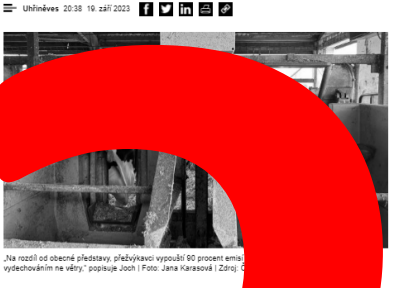 Uhříněves 20:38 19. září 2023
„Na rozdíl od obecné představy, přežvýkavci vypouští 90 procent emisí
vydechováním ne větry,“ popisuje Joch | Foto: Jana Karasová | Zdroj: